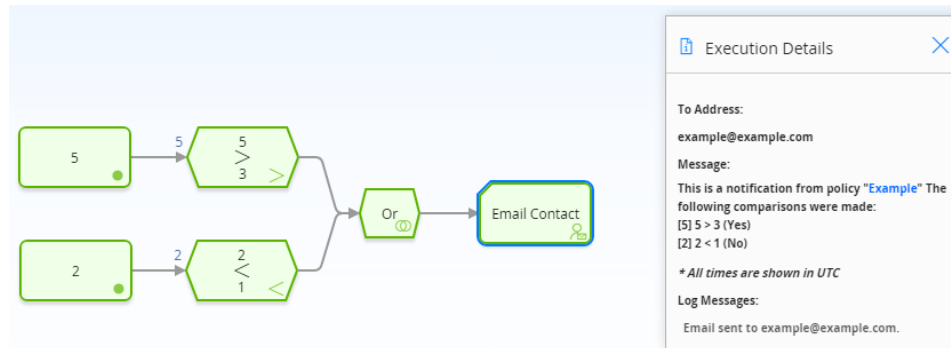 5
5
5
>
3
>
2
2
2
<
1
<
Or
Email Contact
Execution Details
To Address:
example@example.com
Message:
This is a notification from policy "Example" The
following comparisons were made:
[5] 5 > 3 (Yes)
[2] 2 < 1 (No)
* All times are shown in UTC
Log Messages:
Email sent to example@example.com.